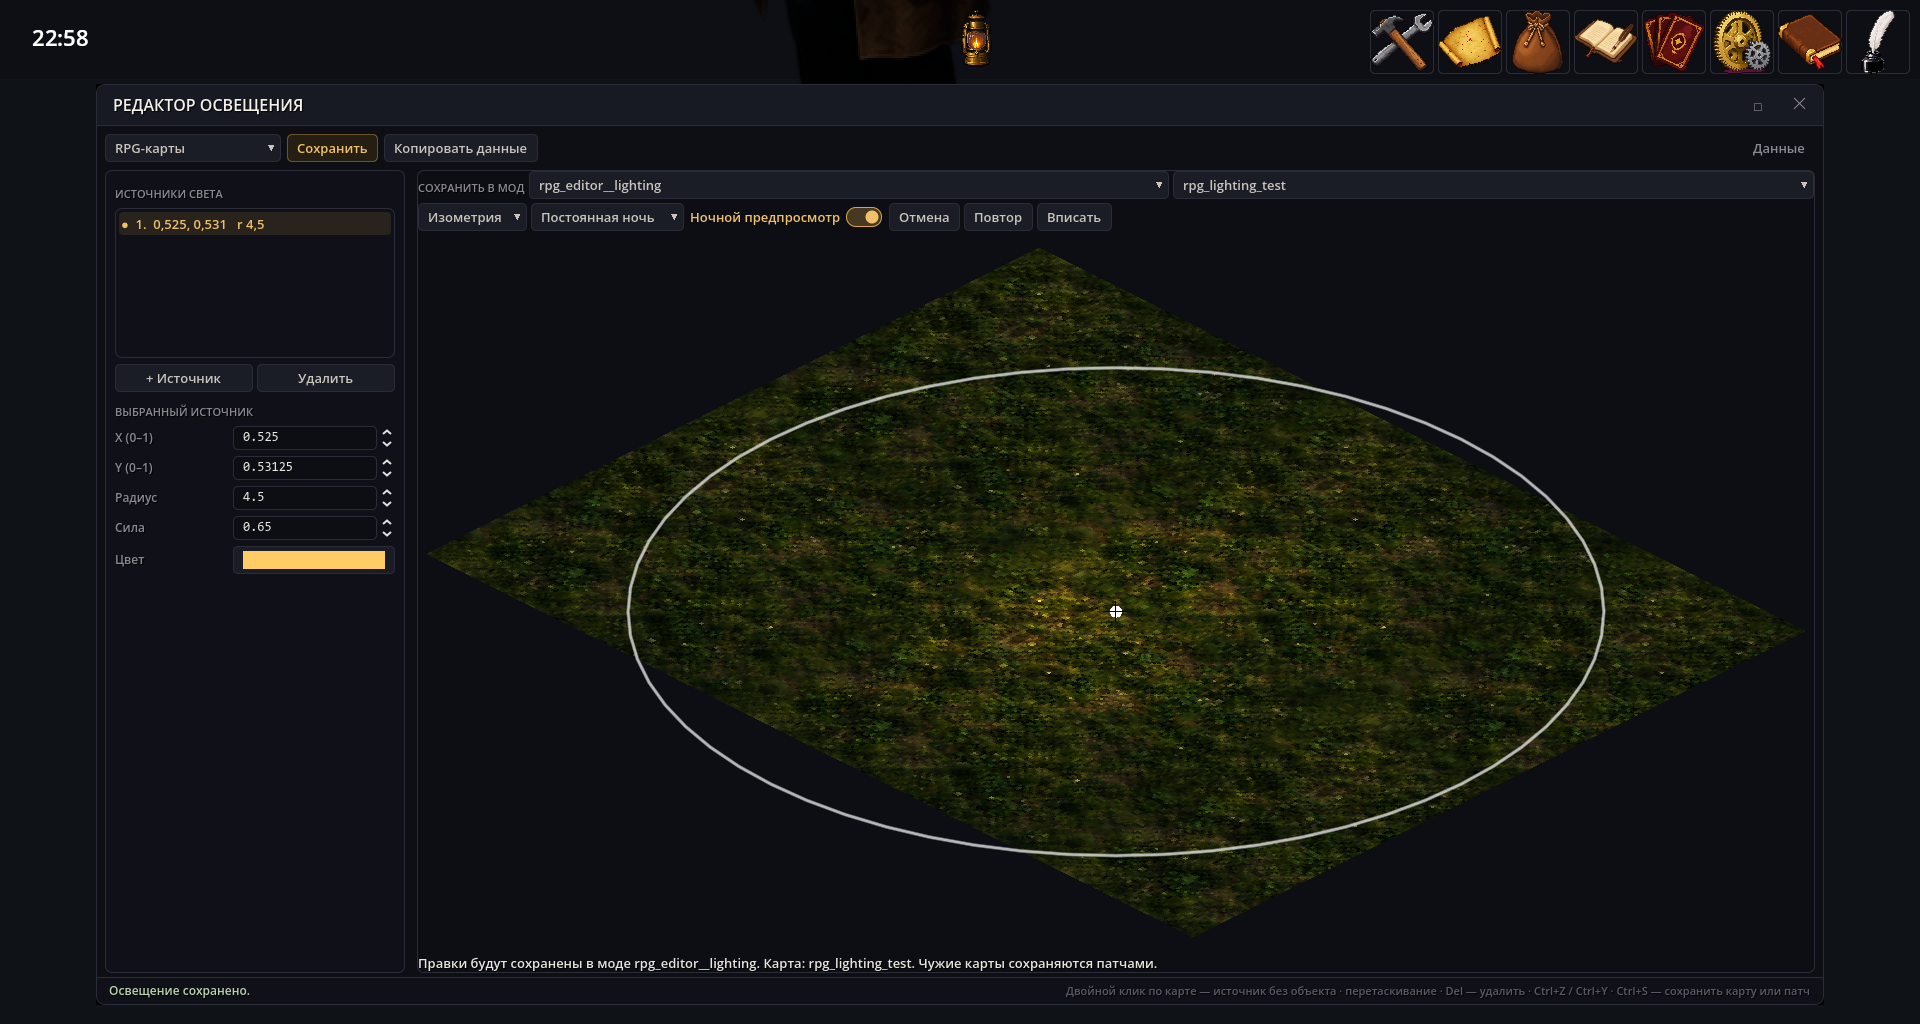 22:58
РЕДАКТОР ОСВЕЩЕНИЯ
RPG-карты
Сохранить
Копировать данные
Данные
ИСТОЧНИКИ СВЕТА
1. 0,525, 0,531 r 4,5
+ Источник
Удалить
ВЫБРАННЫЙ ИСТОЧНИК
X (0–1) 0.525
Y (0–1) 0.53125
Радиус 4.5
Сила 0.65
Цвет
СОХРАНИТЬ В МОД rpg_editor__lighting rpg_lighting_test
Изометрия Постоянная ночь Ночной предпросмотр Отмена Повтор Вписать
Правки будут сохранены в моде rpg_editor__lighting. Карта: rpg_lighting_test. Чужие карты сохраняются патчами.
Освещение сохранено.
Двойной клик по карте — источник без объекта · перетаскивание · Del — удалить · Ctrl+Z / Ctrl+Y · Ctrl+S — сохранить карту или патч